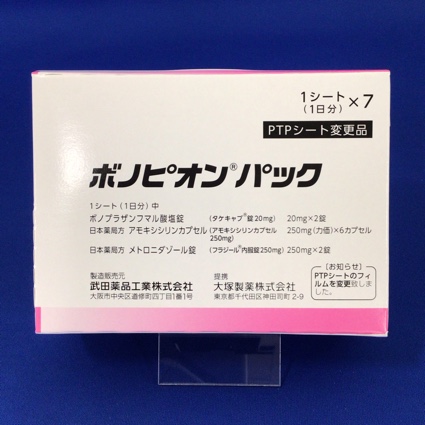 1シート
(1日分) ×7
PTPシート変更品
ボノピオン®パック
1シート(1日分)中
ボノプラザンフマル酸塩錠 (タケキャブ®錠20mg) 20mg×2錠
日本薬局方 アモキシシリンカプセル (アモキシシリンカプセル 250mg) 250mg(力価)×6カプセル
日本薬局方 メトロニダゾール錠 (フラジール®内服錠250mg) 250mg×2錠
製造販売元
武田薬品工業株式会社
大阪市中央区道修町四丁目1番1号
提携
大塚製薬株式会社
東京都千代田区神田司町2-9
[お知らせ]
PTPシートのフィ
ルムを変更致しま
した。